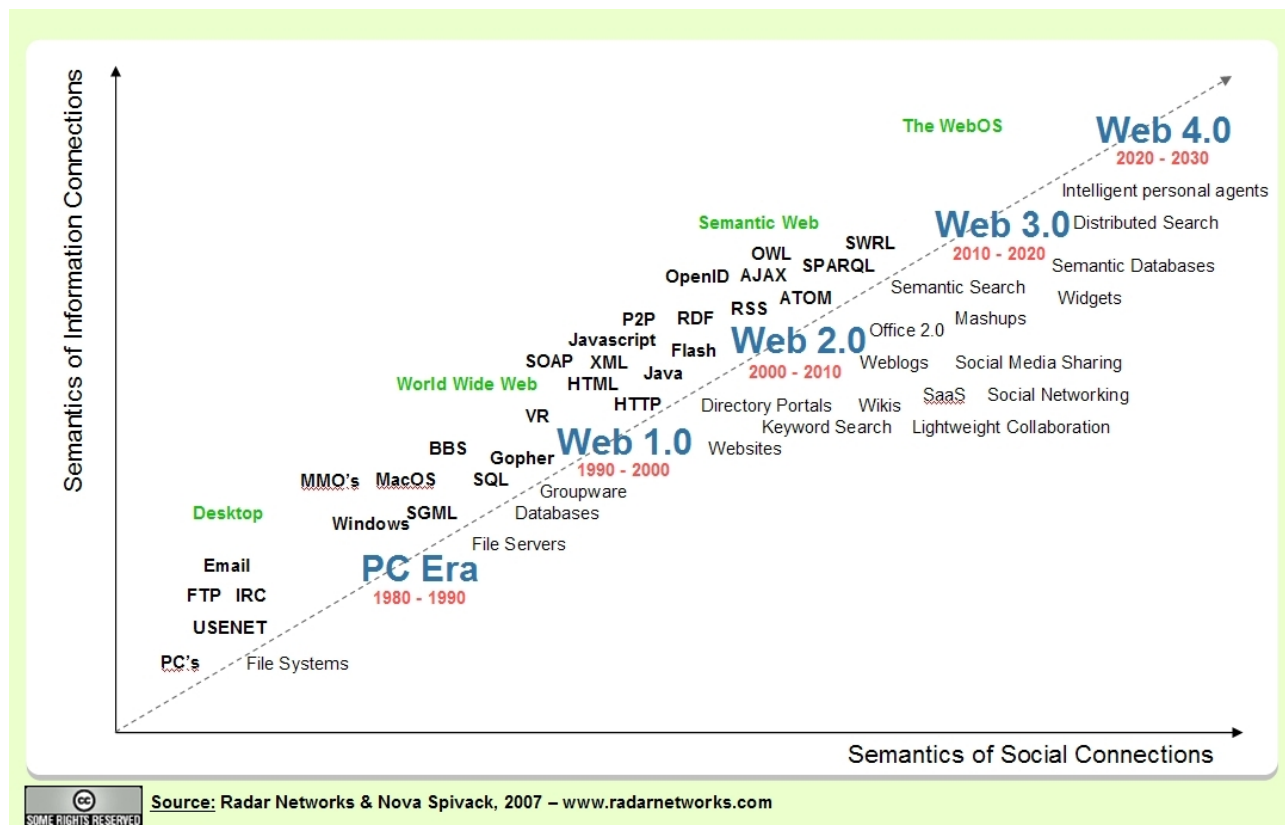 Semantics of Information Connections
The WebOS
Web 4.0
2020 - 2030
Intelligent personal agents
Semantic Web
Web 3.0
Distributed Search
2010 - 2020
SWRL
OWL
SPARQL
Semantic Databases
OpenID
AJAX
Semantic Search
ATOM
Widgets
RSS
P2P
RDF
Mashups
Javascript
Web 2.0
Office 2.0
Flash
SOAP
XML
Weblogs
Social Media Sharing
Java
2000 - 2010
World Wide Web
HTML
SaaS
Social Networking
HTTP
Directory Portals
Wikis
VR
Keyword Search
Lightweight Collaboration
BBS
Web 1.0
Websites
Gopher
1990 - 2000
MMO's
MacOS
SQL
Groupware
Desktop
SGML
Databases
Windows
File Servers
Email
PC Era
1980 - 1990
FTP
IRC
USENET
PC's
File Systems
Semantics of Social Connections
cc
SOME RIGHTS RESERVED
Source: Radar Networks & Nova Spivack, 2007 – www.radarnetworks.com